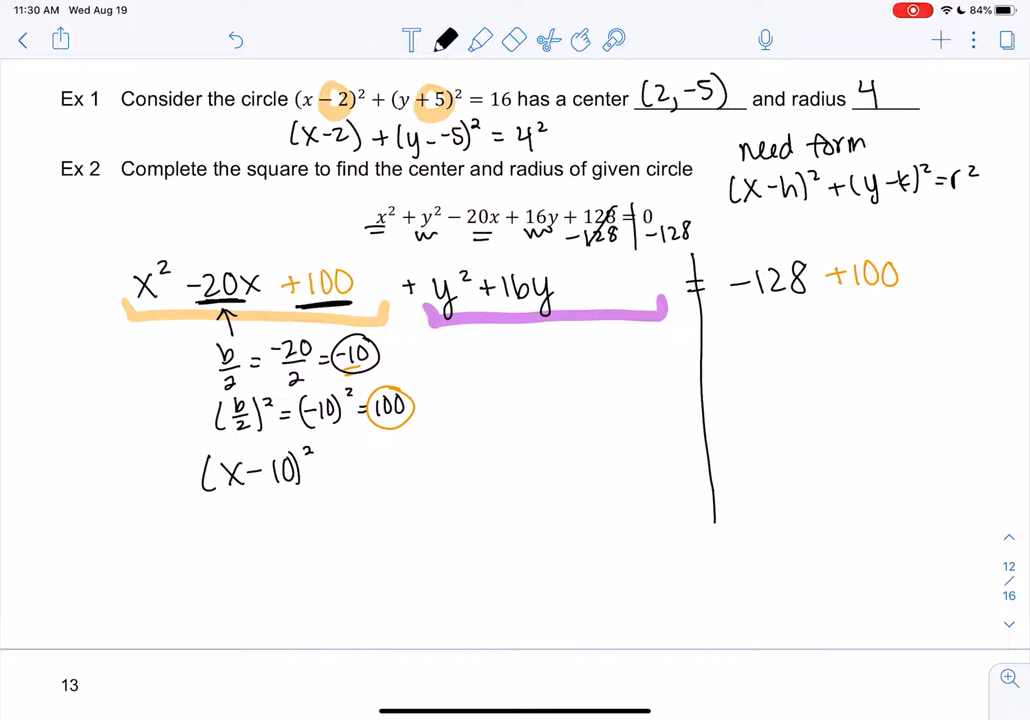 11:30 AM Wed Aug 19 84%
T
Ex 1 Consider the circle (x − 2)² + (y + 5)² = 16 has a center (2, -5) and radius 4
(x-2) + (y - -5)² = 4²
need form
Ex 2 Complete the square to find the center and radius of given circle
(x-h)² + (y-k)² = r²
x² + y² − 20x + 16y + 128 = 0
-128 -128
x² -20x +100 + y² +16y = -128 +100
b/2 = -20/2 = -10
(b/2)² = (-10)² = 100
(x-10)²
12
/
16
13